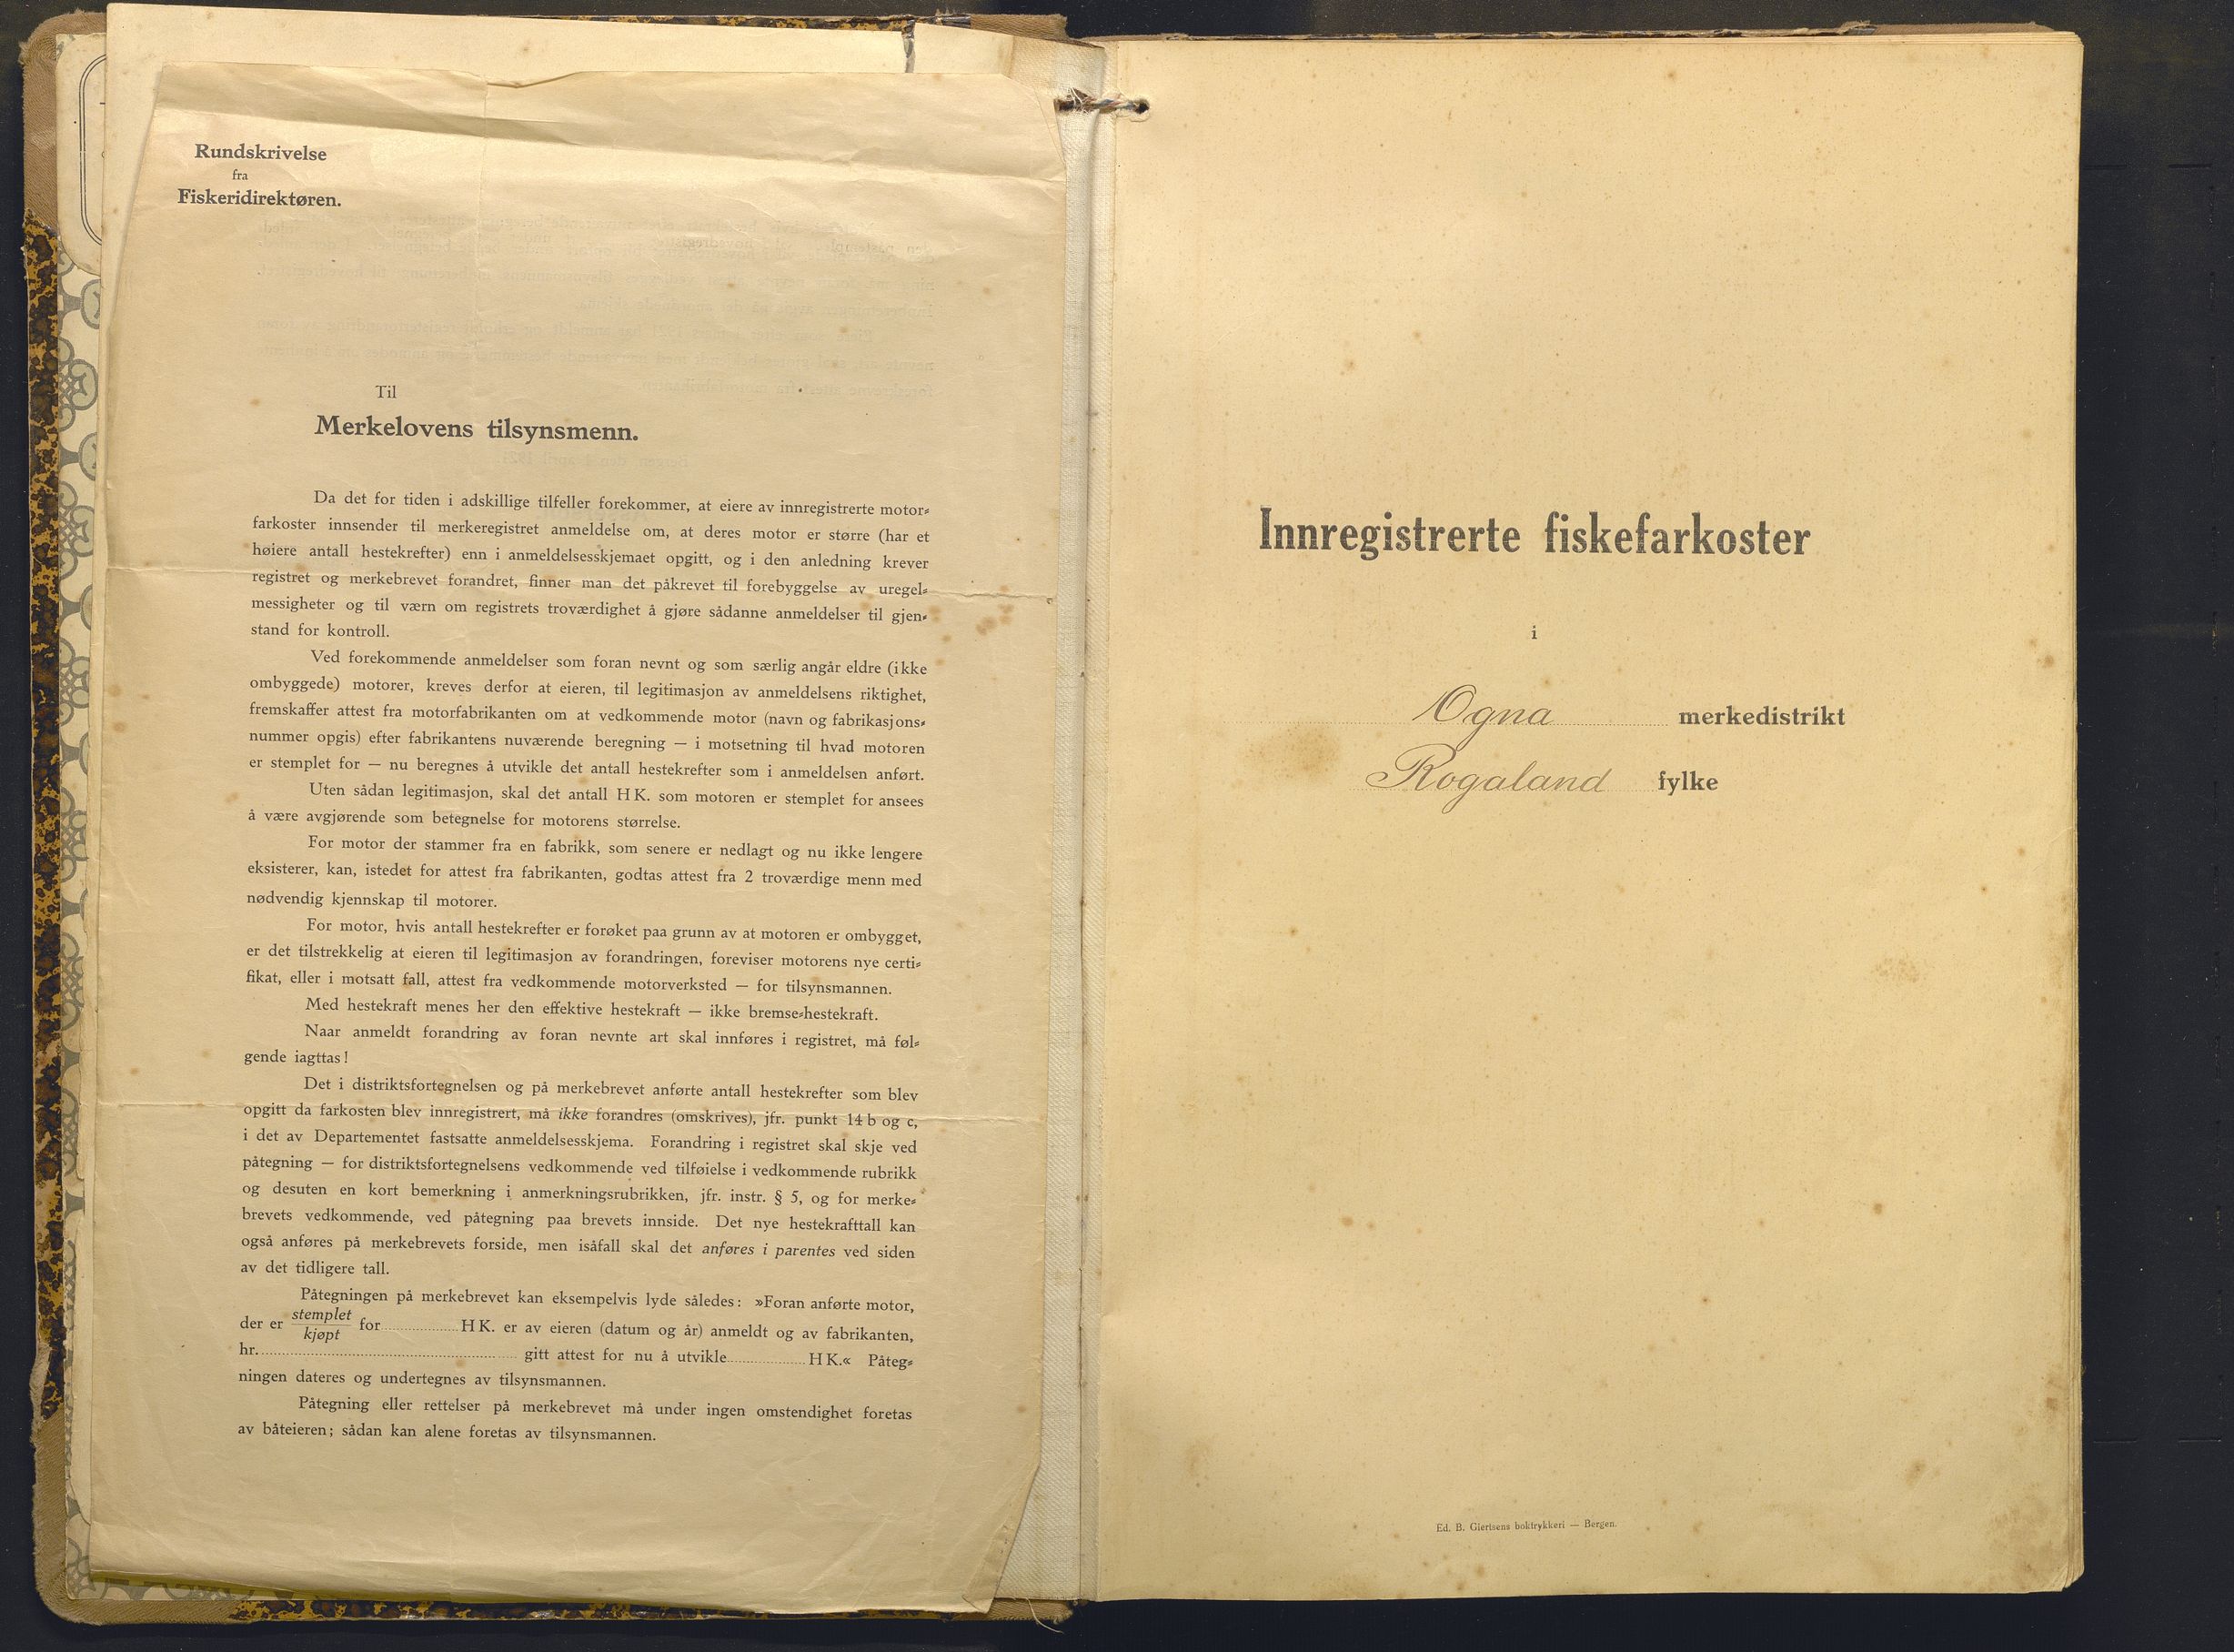 Rundskrivelse
fra
Fiskeridirektøren.
Til
Merkelovens tilsynsmenn.
Da det for tiden i adskillige tilfeller forekommer, at eiere av innregistrerte motor-
farkoster innsender til merkeregistret anmeldelse om, at deres motor er større (har et
høiere antall hestekrefter) enn i anmeldelsesskjemaet opgitt, og i den anledning krever
registret og merkebrevet forandret, finner man det påkrevet til forebyggelse av uregel-
messigheter og til værn om registrets troværdighet å gjøre sådanne anmeldelser til gjen-
stand for kontroll.
Ved forekommende anmeldelser som foran nevnt og som særlig angår eldre (ikke
ombyggede) motorer, kreves derfor at eieren, til legitimasjon av anmeldelsens riktighet,
fremskaffer attest fra motorfabrikanten om at vedkommende motor (navn og fabrikasjons-
nummer opgis) efter fabrikantens nuværende beregning — i motsetning til hvad motoren
er stemplet for — nu beregnes å utvikle det antall hestekrefter som i anmeldelsen anført.
Uten sådan legitimasjon, skal det antall HK. som motoren er stemplet for ansees
å være avgjørende som betegnelse for motorens størrelse.
For motor der stammer fra en fabrikk, som senere er nedlagt og nu ikke lengere
eksisterer, kan, istedet for attest fra fabrikanten, godtas attest fra 2 troværdige menn med
nødvendig kjennskap til motorer.
For motor, hvis antall hestekrefter er forøket paa grunn av at motoren er ombygget,
er det tilstrekkelig at eieren til legitimasjon av forandringen, foreviser motorens nye certi-
fikat, eller i motsatt fall, attest fra vedkommende motorverksted — for tilsynsmannen.
Med hestekraft menes her den effektive hestekraft — ikke bremse-hestekraft.
Naar anmeldt forandring av foran nevnte art skal innføres i registret, må føl-
gende iagttas!
Det i distriktsfortegnelsen og på merkebrevet anførte antall hestekrefter som blev
opgitt da farkosten blev innregistrert, må ikke forandres (omskrives), jfr. punkt 14 b og c,
i det av Departementet fastsatte anmeldelsesskjema. Forandring i registret skal skje ved
påtegning — for distriktsfortegnelsens vedkommende ved tilføielse i vedkommende rubrikk
og desuten en kort bemerkning i anmerkningsrubrikken, jfr. instr. § 5, og for merke-
brevets vedkommende, ved påtegning paa brevets innside. Det nye hestekrafttall kan
også anføres på merkebrevets forside, men isåfall skal det anføres i parentes ved siden
av det tidligere tall.
Påtegningen på merkebrevet kan eksempelvis lyde således: »Foran anførte motor,
der er stemplet/kjøpt for.................HK. er av eieren (datum og år) anmeldt og av fabrikanten,
hr............................................................ gitt attest for nu å utvikle.................HK.« Påteg-
ningen dateres og undertegnes av tilsynsmannen.
Påtegning eller rettelser på merkebrevet må under ingen omstendighet foretas
av båteieren; sådan kan alene foretas av tilsynsmannen.
Innregistrerte fiskefarkoster
i
Ogna merkedistrikt
Rogaland fylke
Ed. B. Giertsens boktrykkeri — Bergen.